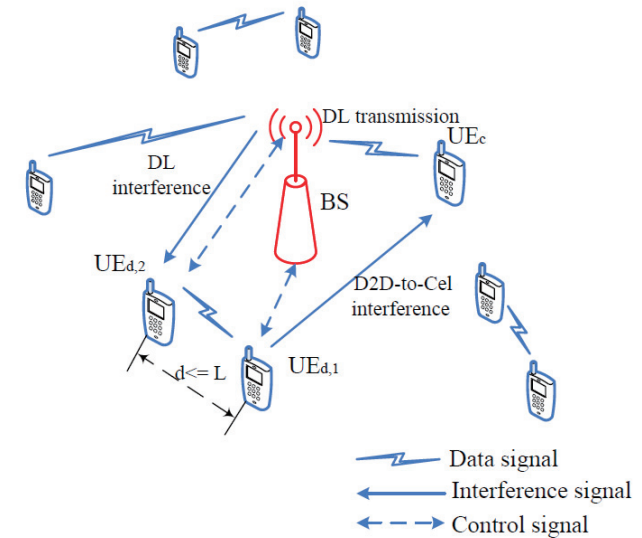 DL transmission
UEc
DL
interference
BS
UEd,2
D2D-to-Cel
interference
d<= L
UEd,1
Data signal
Interference signal
Control signal